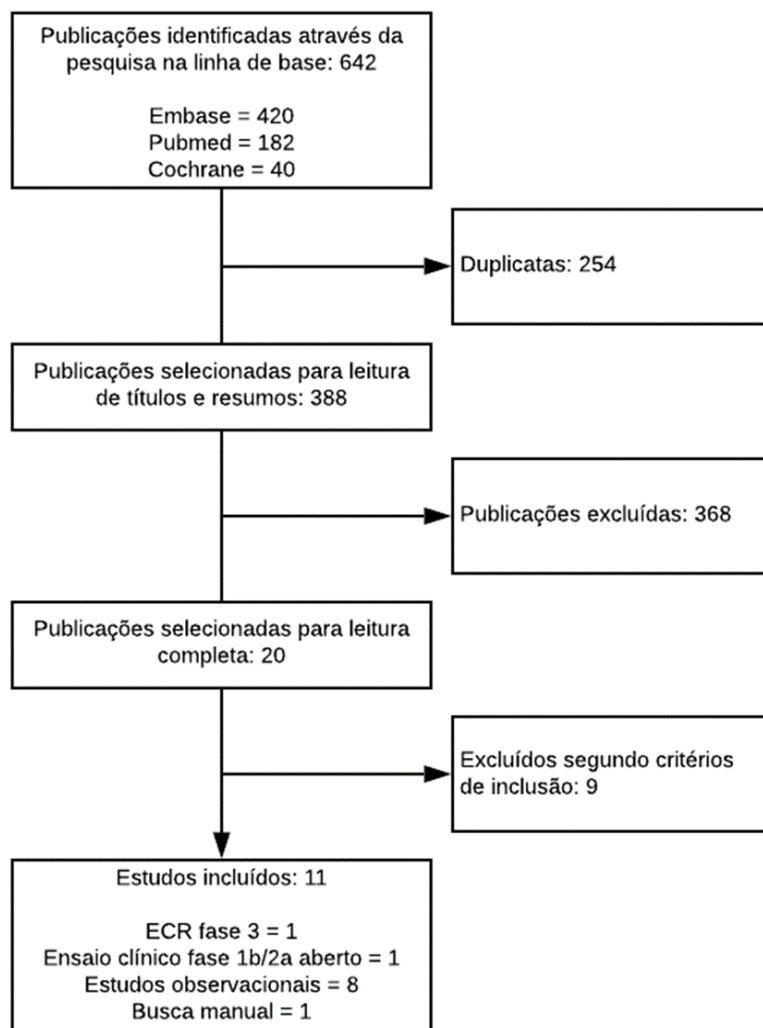 Publicações identificadas através da
pesquisa na linha de base: 642
Embase = 420
Pubmed = 182
Cochrane = 40
Duplicatas: 254
Publicações selecionadas para leitura
de títulos e resumos: 388
Publicações excluídas: 368
Publicações selecionadas para leitura
completa: 20
Excluídos segundo critérios
de inclusão: 9
Estudos incluídos: 11
ECR fase 3 = 1
Ensaio clínico fase 1b/2a aberto = 1
Estudos observacionais = 8
Busca manual = 1